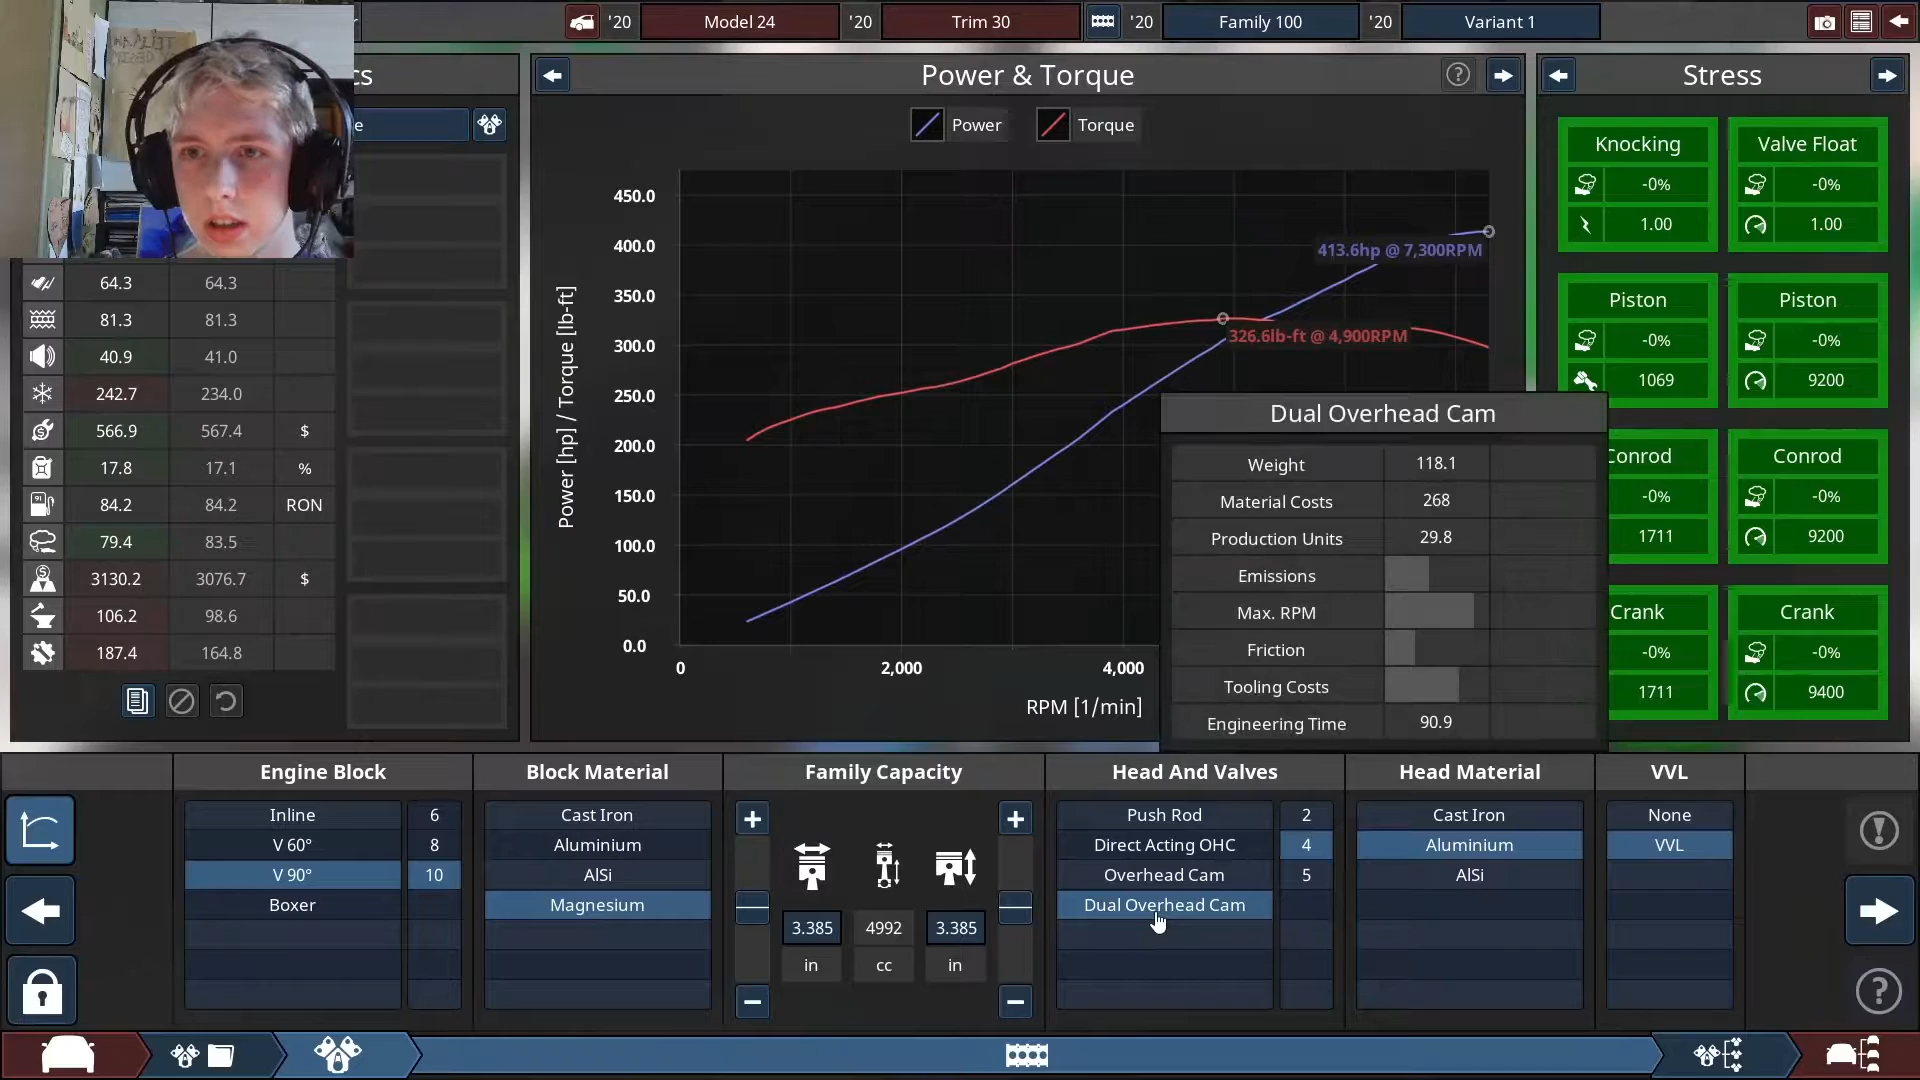 '20
Model 24
'20
Trim 30
'20
Family 100
'20
Variant 1
cs
e
64.3 64.3
81.3 81.3
40.9 41.0
242.7 234.0
566.9 567.4 $
17.8 17.1 %
84.2 84.2 RON
79.4 83.5
3130.2 3076.7 $
106.2 98.6
187.4 164.8
Power & Torque
?
Power Torque
Power [hp] / Torque [lb-ft]
450.0
400.0
350.0
300.0
250.0
200.0
150.0
100.0
50.0
0.0
0 2,000 4,000
RPM [1/min]
413.6hp @ 7,300RPM
326.6lb-ft @ 4,900RPM
Dual Overhead Cam
Weight 118.1
Material Costs 268
Production Units 29.8
Emissions
Max. RPM
Friction
Tooling Costs
Engineering Time 90.9
Stress
Knocking Valve Float
-0% -0%
1.00 1.00
Piston Piston
-0% -0%
1069 9200
Conrod Conrod
-0% -0%
1711 9200
Crank Crank
-0% -0%
1711 9400
Engine Block
Inline 6
V 60° 8
V 90° 10
Boxer
Block Material
Cast Iron
Aluminium
AlSi
Magnesium
Family Capacity
3.385 4992 3.385
in cc in
Head And Valves
Push Rod 2
Direct Acting OHC 4
Overhead Cam 5
Dual Overhead Cam
Head Material
Cast Iron
Aluminium
AlSi
VVL
None
VVL
?